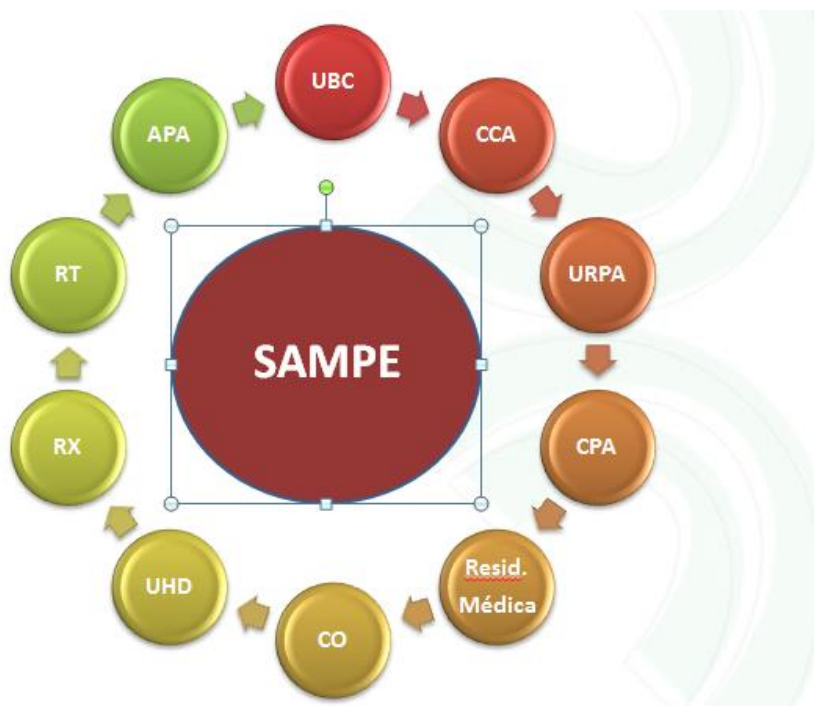 UBC
CCA
URPA
CPA
Resid.
Médica
CO
UHD
RX
RT
APA
SAMPE